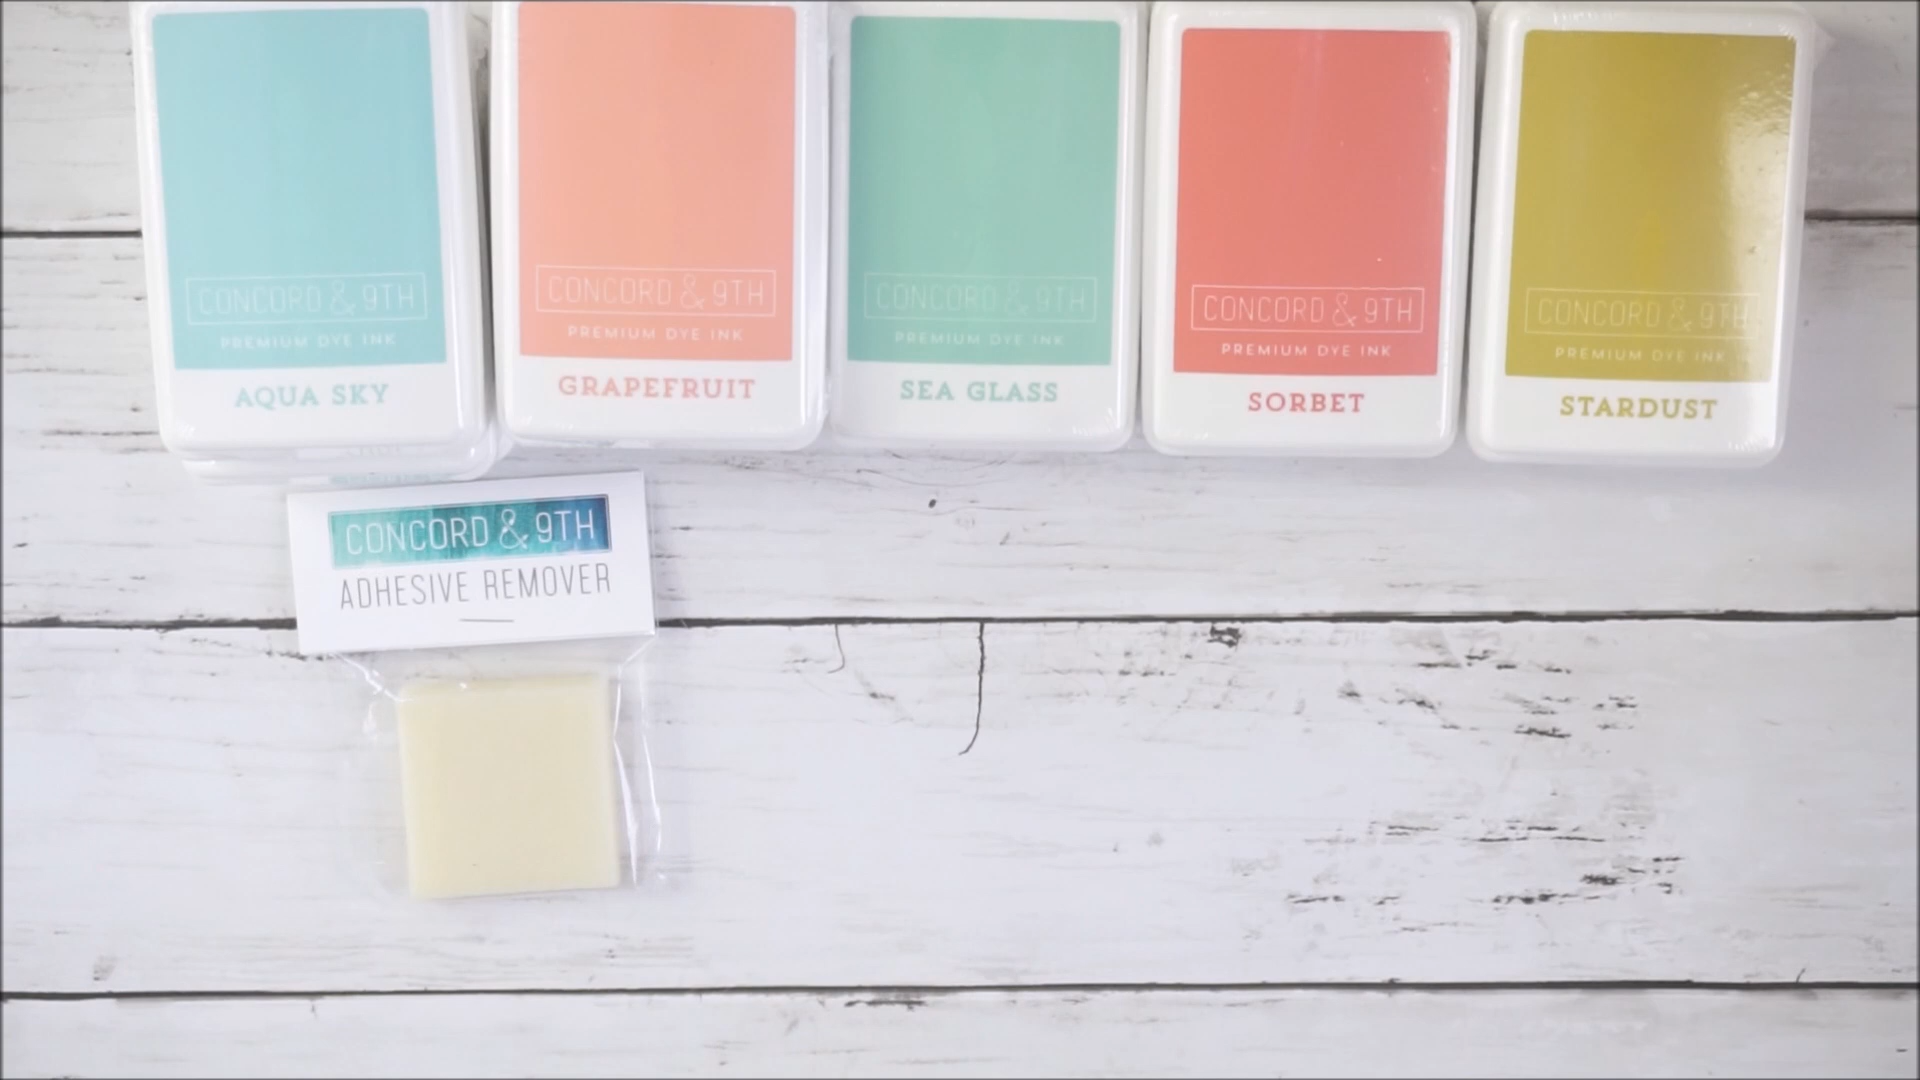 CONCORD & 9TH
PREMIUM DYE INK
AQUA SKY
CONCORD & 9TH
PREMIUM DYE INK
GRAPEFRUIT
CONCORD & 9TH
PREMIUM DYE INK
SEA GLASS
CONCORD & 9TH
PREMIUM DYE INK
SORBET
CONCORD & 9TH
PREMIUM DYE INK
STARDUST
CONCORD & 9TH
ADHESIVE REMOVER